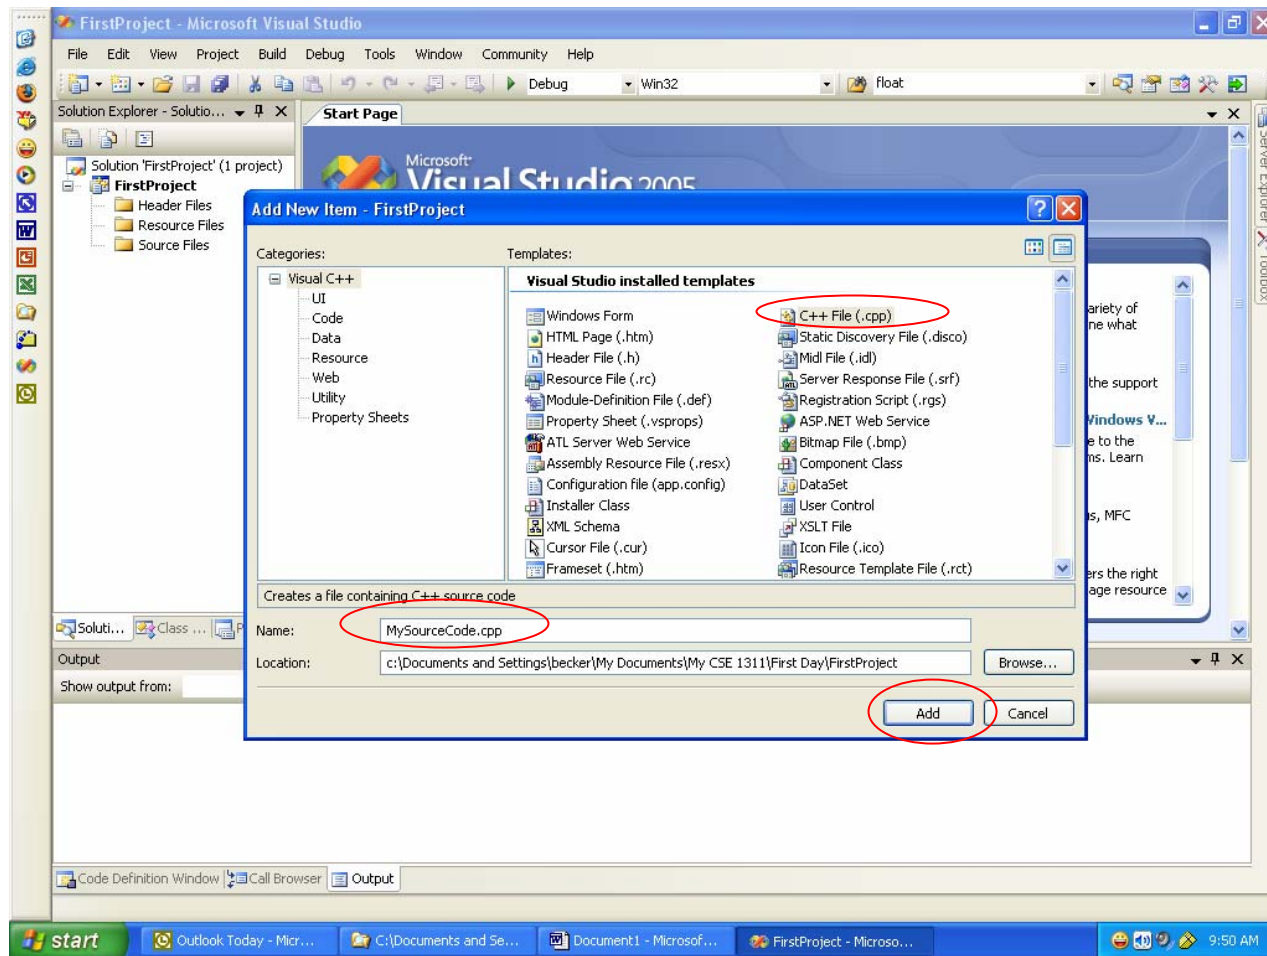 FirstProject - Microsoft Visual Studio
File Edit View Project Build Debug Tools Window Community Help
Debug Win32 float
Solution Explorer - Solutio...
Start Page
Solution 'FirstProject' (1 project)
FirstProject
Header Files
Resource Files
Source Files
Microsoft
Visual Studio 2005
Server Explorer
Toolbox
Add New Item - FirstProject
Categories:
Templates:
Visual C++
UI
Code
Data
Resource
Web
Utility
Property Sheets
Visual Studio installed templates
Windows Form
C++ File (.cpp)
HTML Page (.htm)
Static Discovery File (.disco)
Header File (.h)
Midl File (.idl)
Resource File (.rc)
Server Response File (.srf)
Module-Definition File (.def)
Registration Script (.rgs)
Property Sheet (.vsprops)
ASP.NET Web Service
ATL Server Web Service
Bitmap File (.bmp)
Assembly Resource File (.resx)
Component Class
Configuration file (app.config)
DataSet
Installer Class
User Control
XML Schema
XSLT File
Cursor File (.cur)
Icon File (.ico)
Frameset (.htm)
Resource Template File (.rct)
Creates a file containing C++ source code
Name:
MySourceCode.cpp
Location:
c:\Documents and Settings\becker\My Documents\My CSE 1311\First Day\FirstProject
Browse...
Add
Cancel
ariety of
ne what
the support
Windows V...
e to the
ms. Learn
us, MFC
ers the right
age resource
Soluti... Class ... P
Output
Show output from:
Code Definition Window Call Browser Output
start
Outlook Today - Micr...
C:\Documents and Se...
Document1 - Microsof...
FirstProject - Microso...
9:50 AM